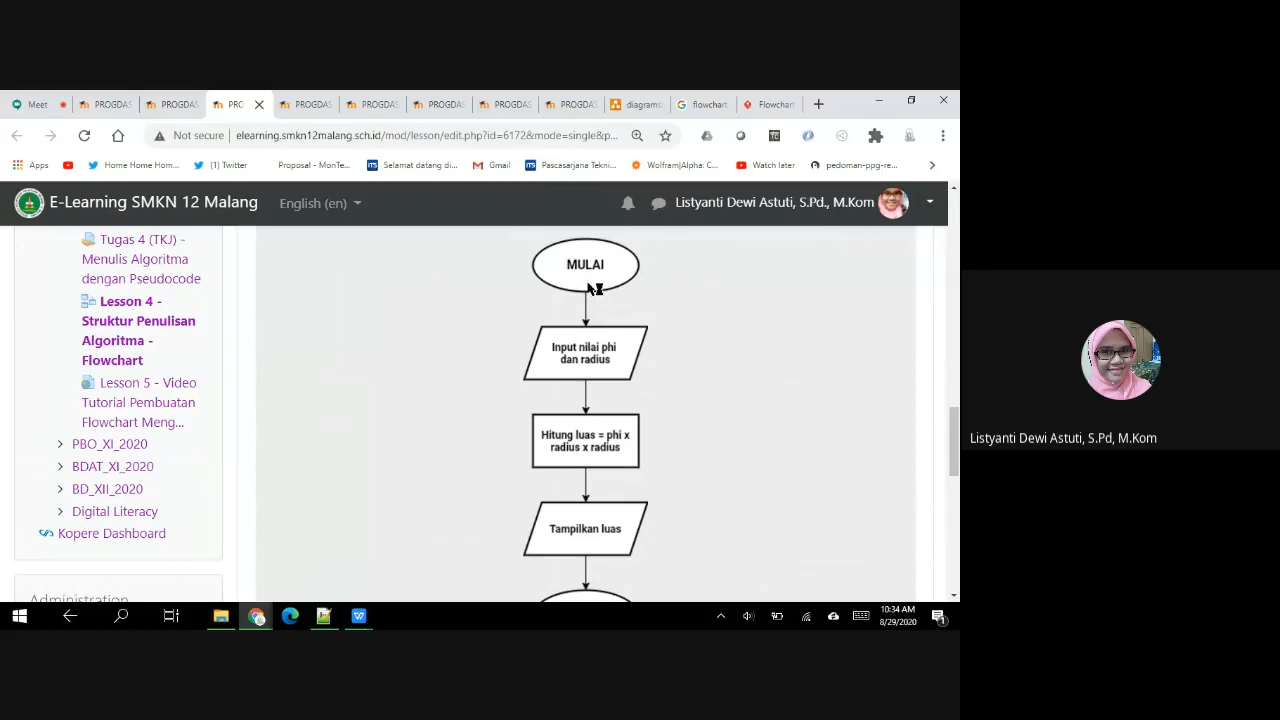 Meet
PROGDAS
PROGDAS
PRO
PROGDAS
PROGDAS
PROGDAS
PROGDAS
PROGDAS
diagrams.
flowchart
Flowchart
Not secure
elearning.smkn12malang.sch.id/mod/lesson/edit.php?id=6172&mode=single&p...
Apps
Home Home Hom...
(1) Twitter
Proposal - MonTe...
Selamat datang di...
Gmail
Pascasarjana Tekni...
Wolfram|Alpha: C...
Watch later
pedoman-ppg-re...
E-Learning SMKN 12 Malang
English (en)
Listyanti Dewi Astuti, S.Pd., M.Kom
Tugas 4 (TKJ) -
Menulis Algoritma
dengan Pseudocode
Lesson 4 -
Struktur Penulisan
Algoritma -
Flowchart
Lesson 5 - Video
Tutorial Pembuatan
Flowchart Meng...
PBO_XI_2020
BDAT_XI_2020
BD_XII_2020
Digital Literacy
Kopere Dashboard
Administration
MULAI
Input nilai phi
dan radius
Hitung luas = phi x
radius x radius
Tampilkan luas
Listyanti Dewi Astuti, S.Pd, M.Kom
10:34 AM
8/29/2020